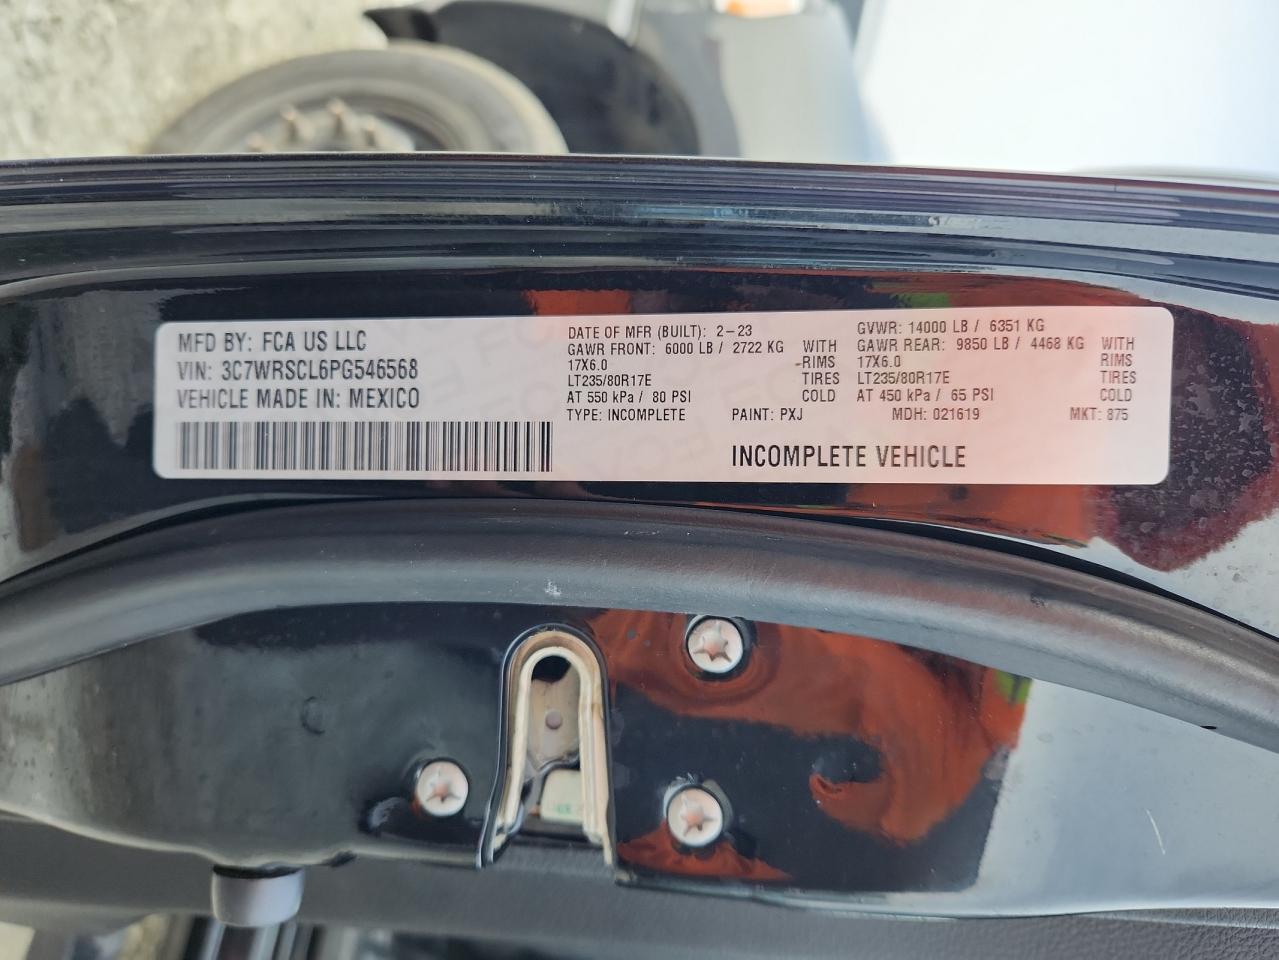 MFD BY: FCA US LLC
VIN: 3C7WRSCL6PG546568
VEHICLE MADE IN: MEXICO
DATE OF MFR (BUILT): 2-23
GAWR FRONT: 6000 LB / 2722 KG WITH
17X6.0 -RIMS
LT235/80R17E TIRES
AT 550 kPa / 80 PSI COLD
TYPE: INCOMPLETE PAINT: PXJ
GVWR: 14000 LB / 6351 KG
GAWR REAR: 9850 LB / 4468 KG WITH
17X6.0 RIMS
LT235/80R17E TIRES
AT 450 kPa / 65 PSI COLD
MDH: 021619 MKT: 875
INCOMPLETE VEHICLE